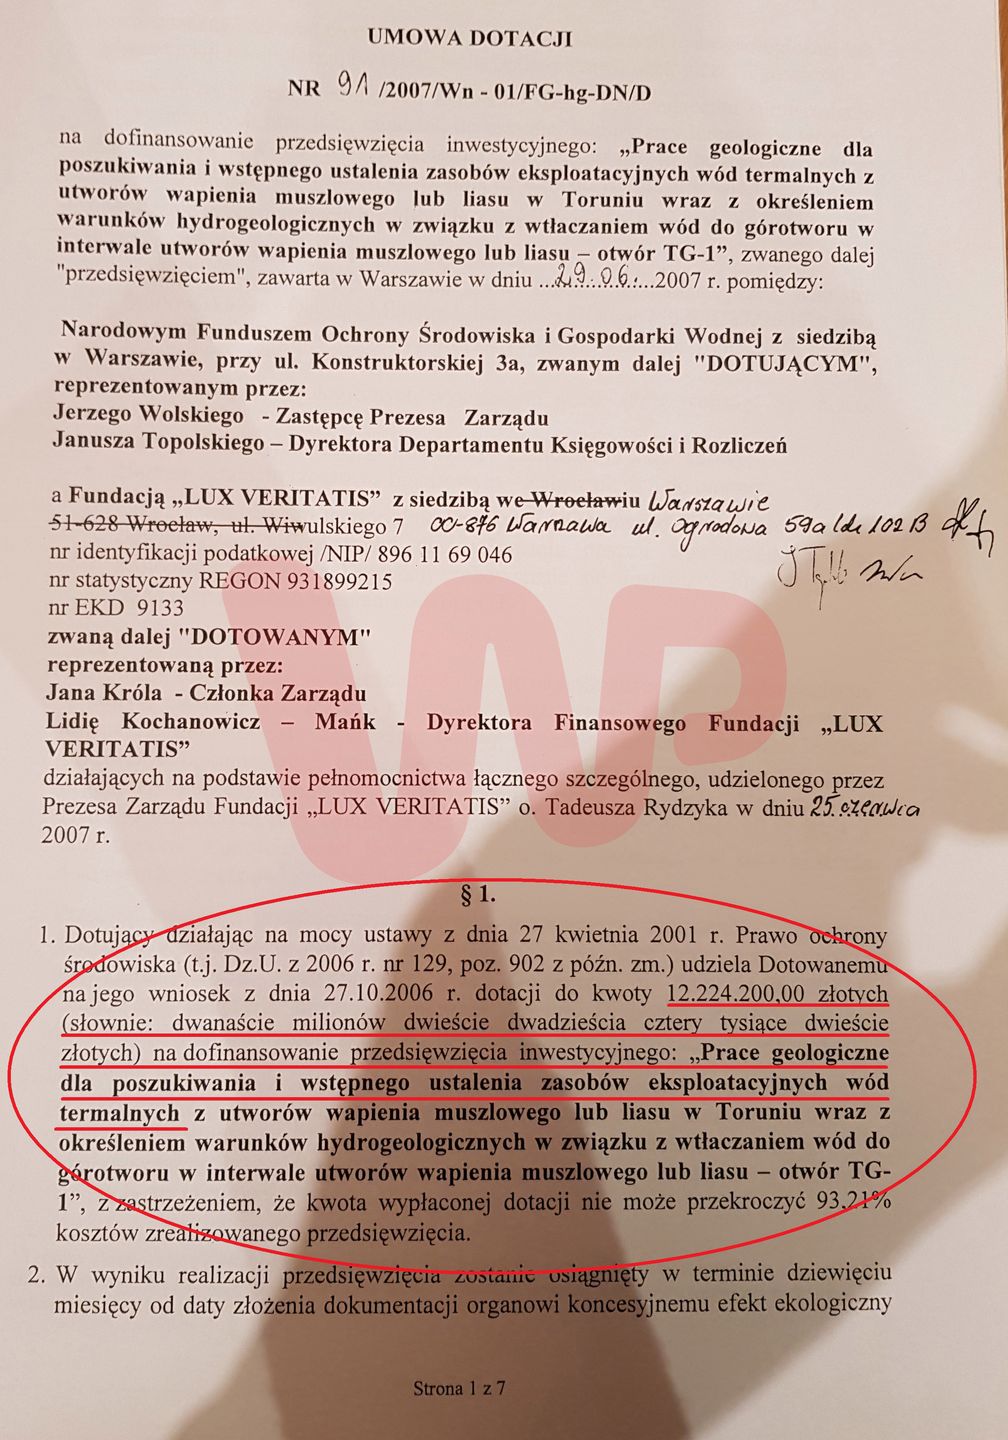 UMOWA DOTACJI
NR 91 /2007/Wn - 01/FG-hg-DN/D
na dofinansowanie przedsięwzięcia inwestycyjnego: „Prace geologiczne dla
poszukiwania i wstępnego ustalenia zasobów eksploatacyjnych wód termalnych z
utworów wapienia muszlowego lub liasu w Toruniu wraz z określeniem
warunków hydrogeologicznych w związku z wtłaczaniem wód do górotworu w
interwale utworów wapienia muszlowego lub liasu – otwór TG-1”, zwanego dalej
"przedsięwzięciem", zawarta w Warszawie w dniu ...29..06....2007 r. pomiędzy:
Narodowym Funduszem Ochrony Środowiska i Gospodarki Wodnej z siedzibą
w Warszawie, przy ul. Konstruktorskiej 3a, zwanym dalej "DOTUJĄCYM",
reprezentowanym przez:
Jerzego Wolskiego - Zastępcę Prezesa Zarządu
Janusza Topolskiego – Dyrektora Departamentu Księgowości i Rozliczeń
a Fundacją „LUX VERITATIS” z siedzibą we Wrocławiu Warszawie
51-628 Wrocław, ul. Wiwulskiego 7 00-876 Warszawa ul. Ogrodowa 59a lok 102B
nr identyfikacji podatkowej /NIP/ 896 11 69 046
nr statystyczny REGON 931899215
nr EKD 9133
zwaną dalej "DOTOWANYM"
reprezentowaną przez:
Jana Króla - Członka Zarządu
Lidię Kochanowicz – Mańk - Dyrektora Finansowego Fundacji „LUX
VERITATIS”
działających na podstawie pełnomocnictwa łącznego szczególnego, udzielonego przez
Prezesa Zarządu Fundacji „LUX VERITATIS” o. Tadeusza Rydzyka w dniu 25.czerwca
2007 r.
WP
§ 1.
1. Dotujący działając na mocy ustawy z dnia 27 kwietnia 2001 r. Prawo ochrony
środowiska (t.j. Dz.U. z 2006 r. nr 129, poz. 902 z późn. zm.) udziela Dotowanemu
na jego wniosek z dnia 27.10.2006 r. dotacji do kwoty 12.224.200,00 złotych
(słownie: dwanaście milionów dwieście dwadzieścia cztery tysiące dwieście
złotych) na dofinansowanie przedsięwzięcia inwestycyjnego: „Prace geologiczne
dla poszukiwania i wstępnego ustalenia zasobów eksploatacyjnych wód
termalnych z utworów wapienia muszlowego lub liasu w Toruniu wraz z
określeniem warunków hydrogeologicznych w związku z wtłaczaniem wód do
górotworu w interwale utworów wapienia muszlowego lub liasu – otwór TG-
1”, z zastrzeżeniem, że kwota wypłaconej dotacji nie może przekroczyć 93,21%
kosztów zrealizowanego przedsięwzięcia.
2. W wyniku realizacji przedsięwzięcia zostanie osiągnięty w terminie dziewięciu
miesięcy od daty złożenia dokumentacji organowi koncesyjnemu efekt ekologiczny
Strona 1 z 7